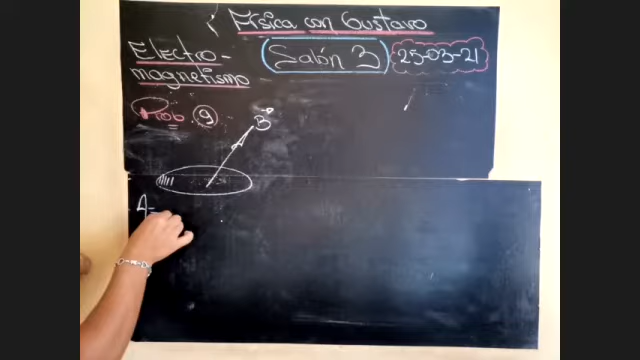 Física con Gustavo
Electro-
magnetismo
Salón 3
25-03-21
Prob 9
B
A=